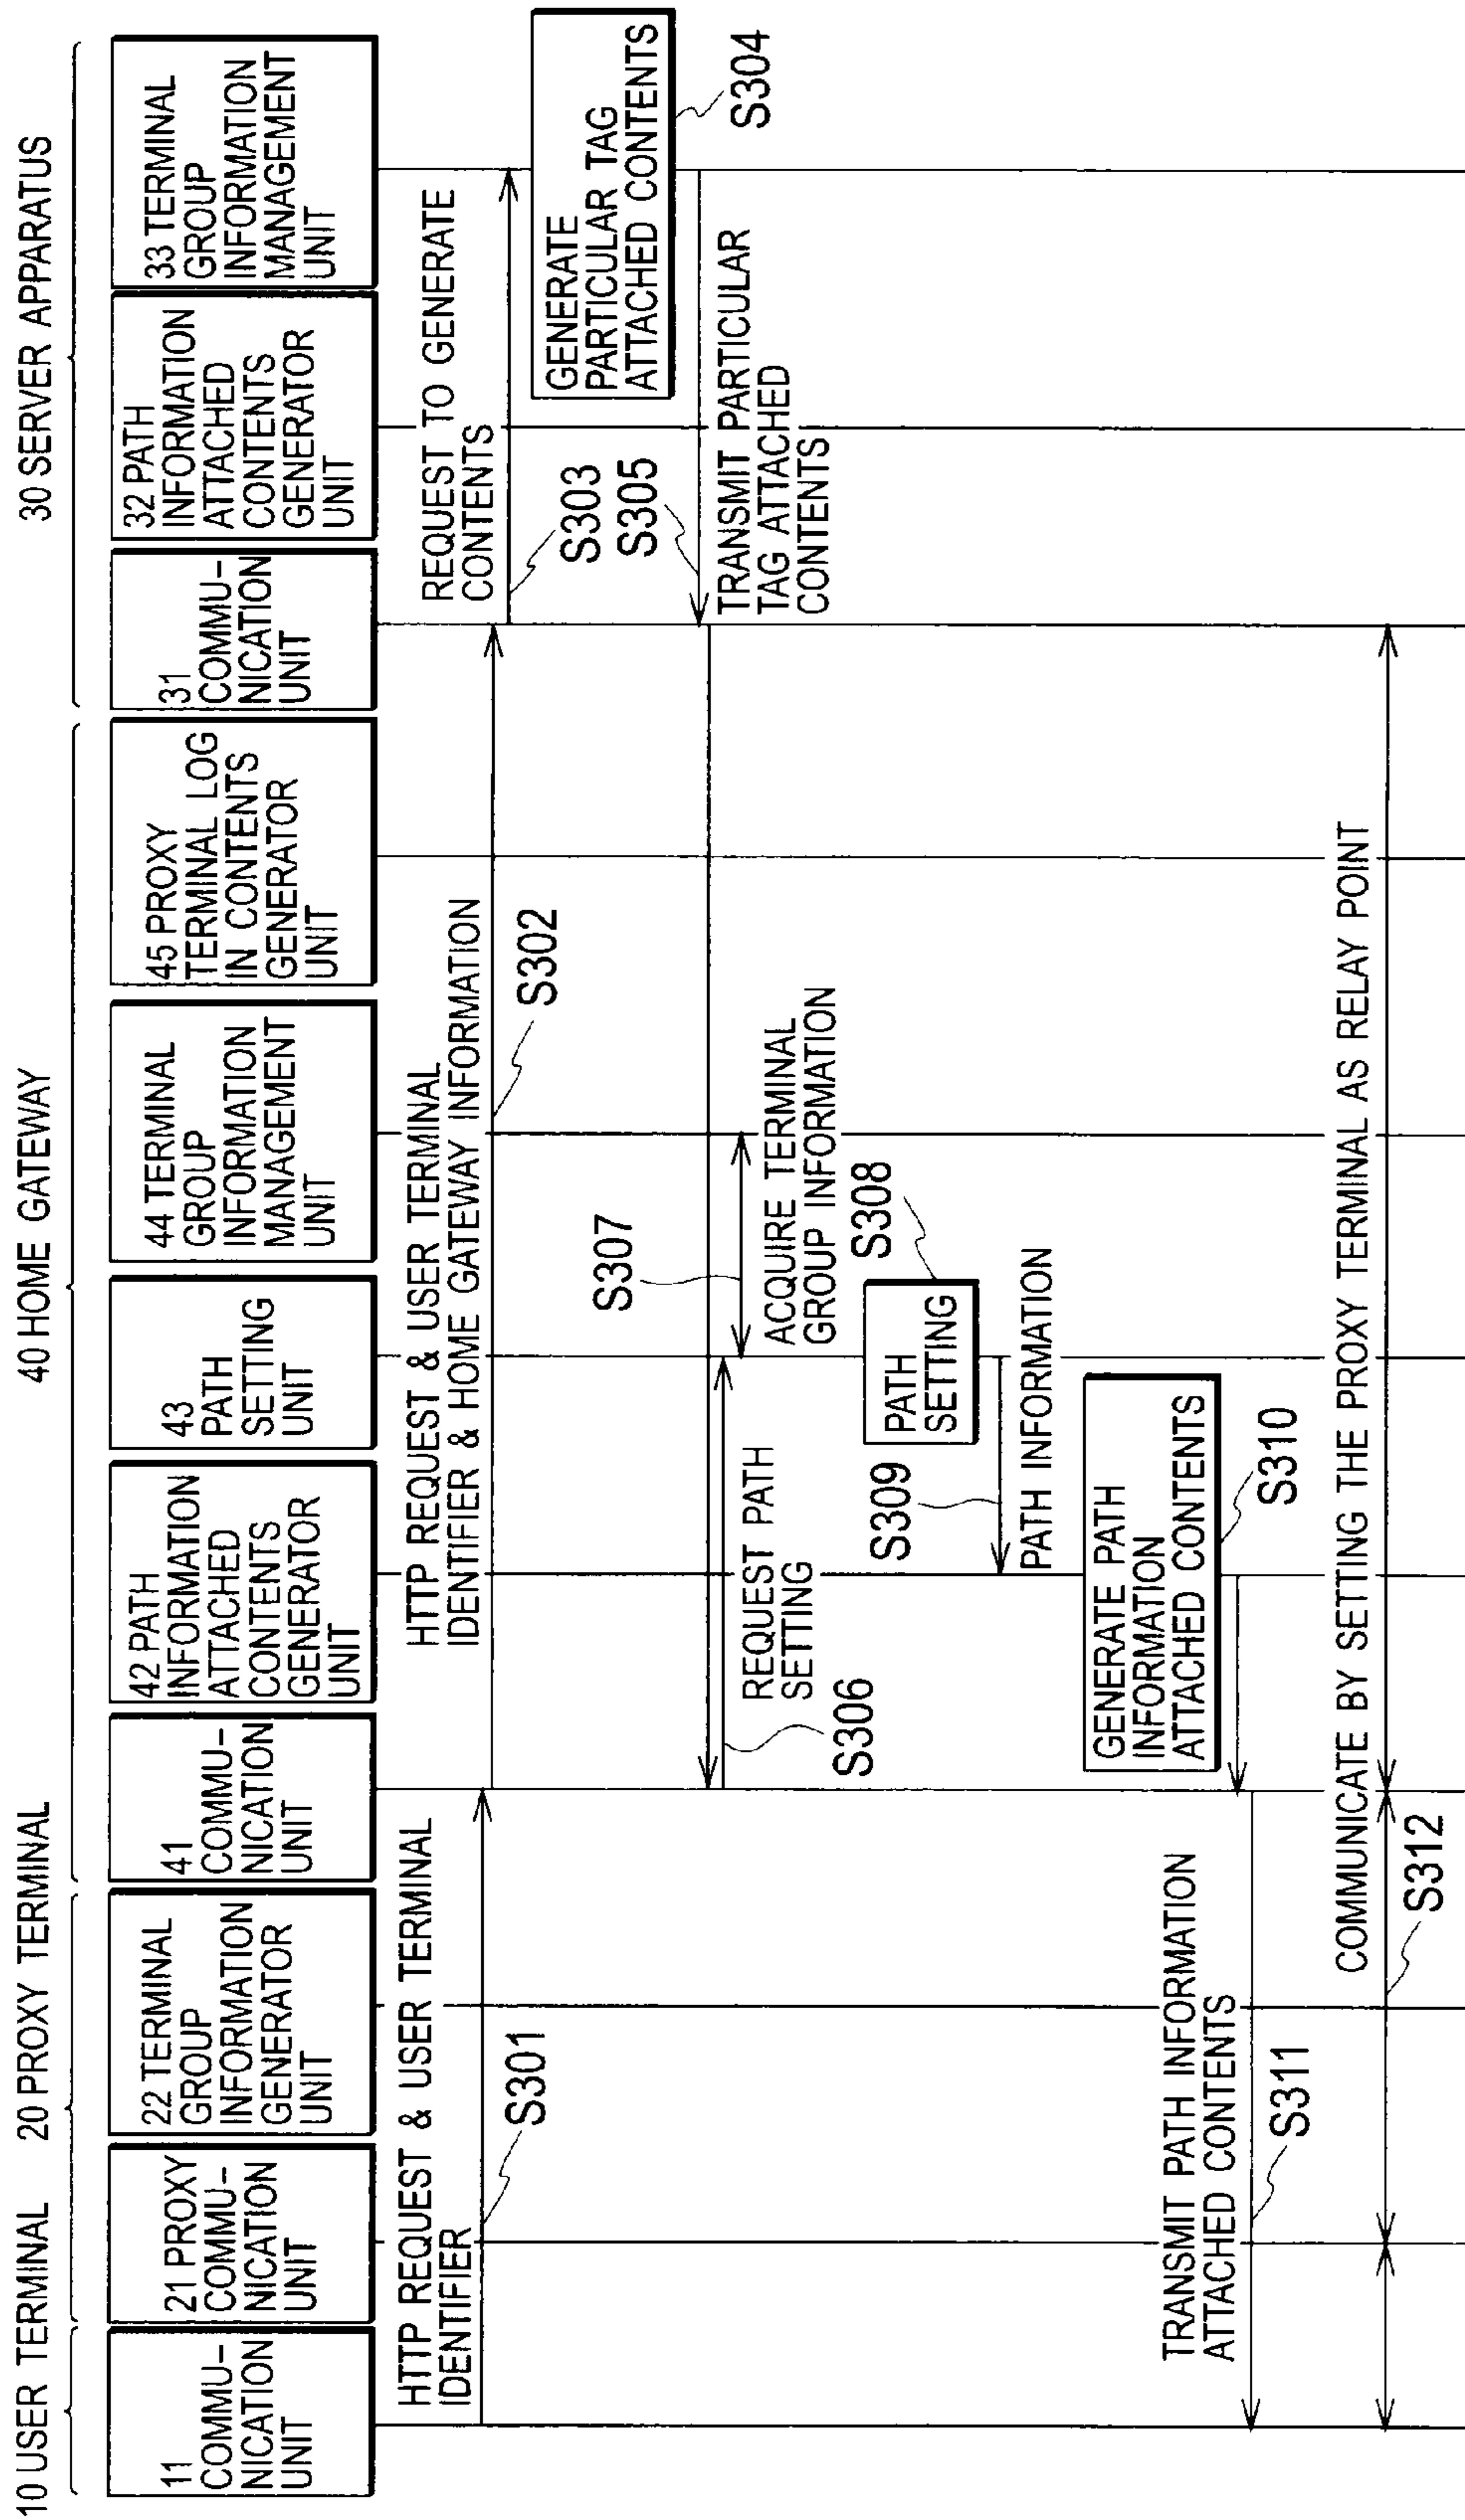 10 USER TERMINAL
20 PROXY TERMINAL
40 HOME GATEWAY
30 SERVER APPARATUS
11
COMMU-
NICATION
UNIT
21 PROXY
COMMU-
NICATION
UNIT
22 TERMINAL
GROUP
INFORMATION
GENERATOR
UNIT
41
COMMU-
NICATION
UNIT
42 PATH
INFORMATION
ATTACHED
CONTENTS
GENERATOR
UNIT
43
PATH
SETTING
UNIT
44 TERMINAL
GROUP
INFORMATION
MANAGEMENT
UNIT
45 PROXY
TERMINAL LOG
IN CONTENTS
GENERATOR
UNIT
31
COMMU-
NICATION
UNIT
32 PATH
INFORMATION
ATTACHED
CONTENTS
GENERATOR
UNIT
33 TERMINAL
GROUP
INFORMATION
MANAGEMENT
UNIT
HTTP REQUEST & USER TERMINAL
IDENTIFIER
S301
HTTP REQUEST & USER TERMINAL
IDENTIFIER & HOME GATEWAY INFORMATION
S302
REQUEST TO GENERATE
CONTENTS
S303
GENERATE
PARTICULAR TAG
ATTACHED CONTENTS
S304
S305
TRANSMIT PARTICULAR
TAG ATTACHED
CONTENTS
REQUEST PATH
SETTING
S306
S307
ACQUIRE TERMINAL
GROUP INFORMATION
PATH
SETTING
S308
S309
PATH INFORMATION
GENERATE PATH
INFORMATION
ATTACHED CONTENTS
S310
TRANSMIT PATH INFORMATION
ATTACHED CONTENTS
S311
COMMUNICATE BY SETTING THE PROXY TERMINAL AS RELAY POINT
S312